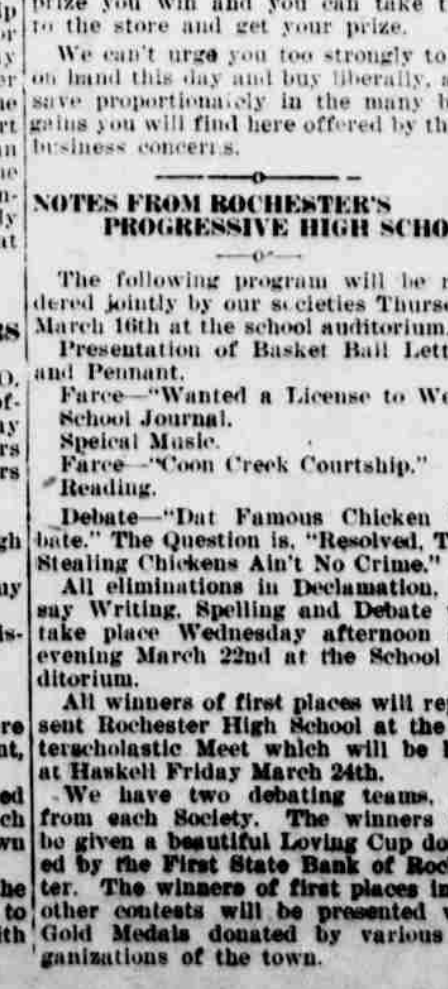 prize you win and you can take t
to the store and get your prize.
We can't urge you too strongly to
on hand this day and buy liberally, a
save proportionately in the many b
gains you will find here offered by th
business concerns.
NOTES FROM ROCHESTER'S
PROGRESSIVE HIGH SCHO
The following program will be r
dered jointly by our societies Thurs
March 16th at the school auditorium.
Presentation of Basket Ball Lett
and Pennant.
Farce—"Wanted a License to We
School Journal.
Speical Music.
Farce—"Coon Creek Courtship."
Reading.
Debate—"Dat Famous Chicken
bate." The Question is, "Resolved, T
Stealing Chickens Ain't No Crime."
All eliminations in Declamation,
say Writing, Spelling and Debate
take place Wednesday afternoon
evening March 22nd at the School
ditorium.
All winners of first places will rep
sent Rochester High School at the
terscholastic Meet which will be h
at Haskell Friday March 24th.
We have two debating teams,
from each Society. The winners
be given a beautiful Loving Cup do
ed by the First State Bank of Roc
ter. The winners of first places in
other contests will be presented
Gold Medals donated by various
ganizations of the town.